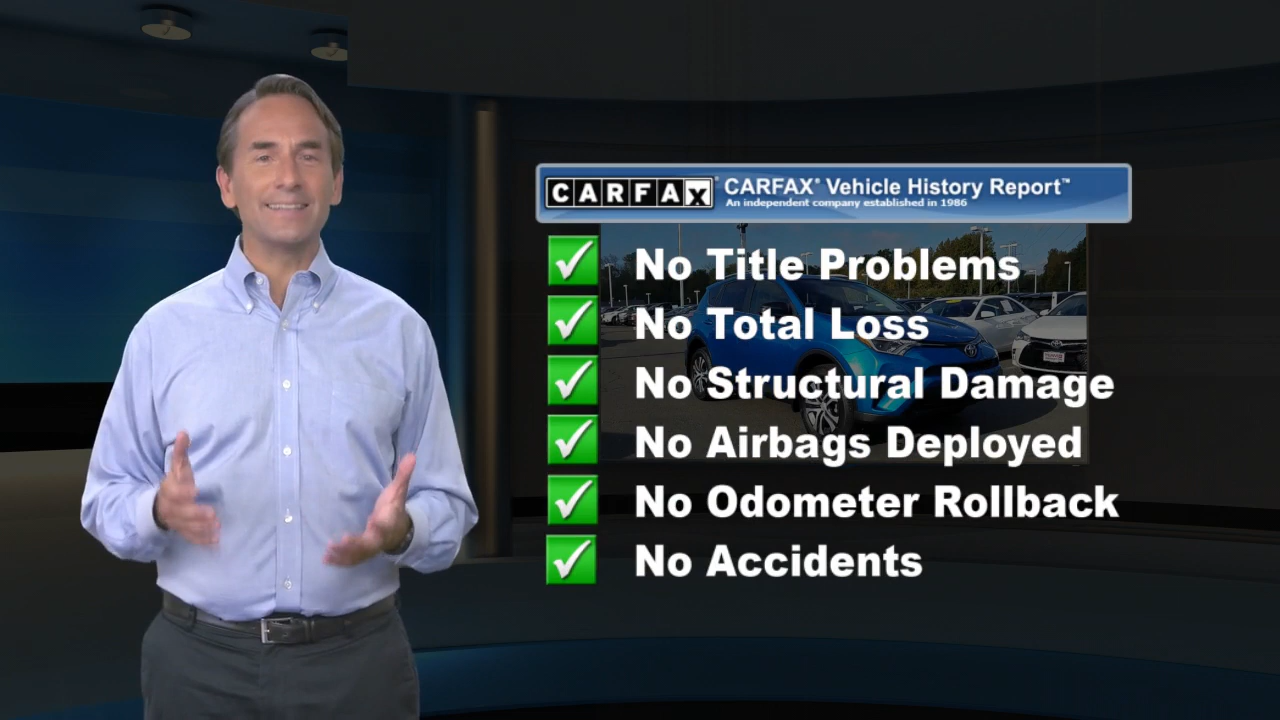 CARFAX® CARFAX® Vehicle History Report™
An independent company established in 1986
No Title Problems
No Total Loss
No Structural Damage
No Airbags Deployed
No Odometer Rollback
No Accidents